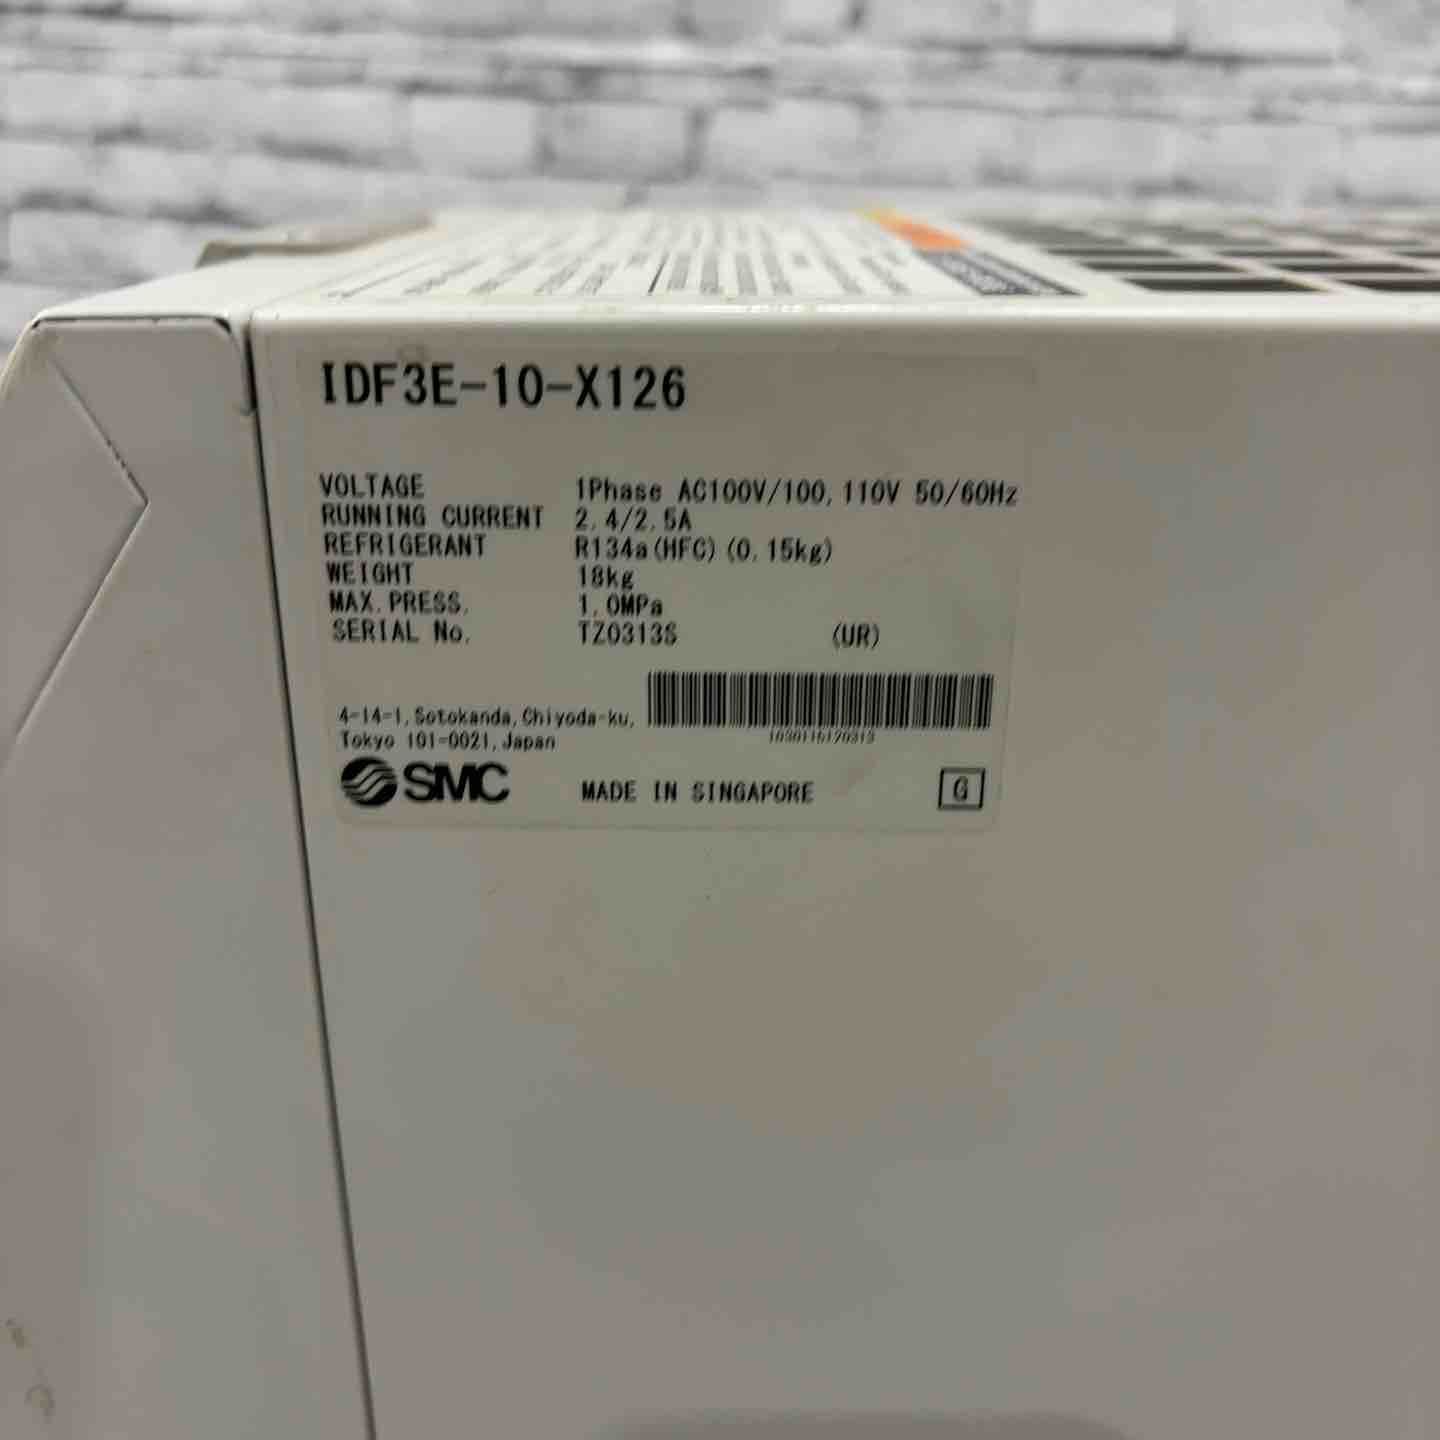 IDF3E-10-X126
VOLTAGE 1Phase AC100V/100,110V 50/60Hz
RUNNING CURRENT 2.4/2.5A
REFRIGERANT R134a(HFC)(0.15kg)
WEIGHT 18kg
MAX.PRESS. 1.0MPa
SERIAL No. TZ0313S (UR)
4-14-1,Sotokanda,Chiyoda-ku,
Tokyo 101-0021,Japan
SMC MADE IN SINGAPORE G